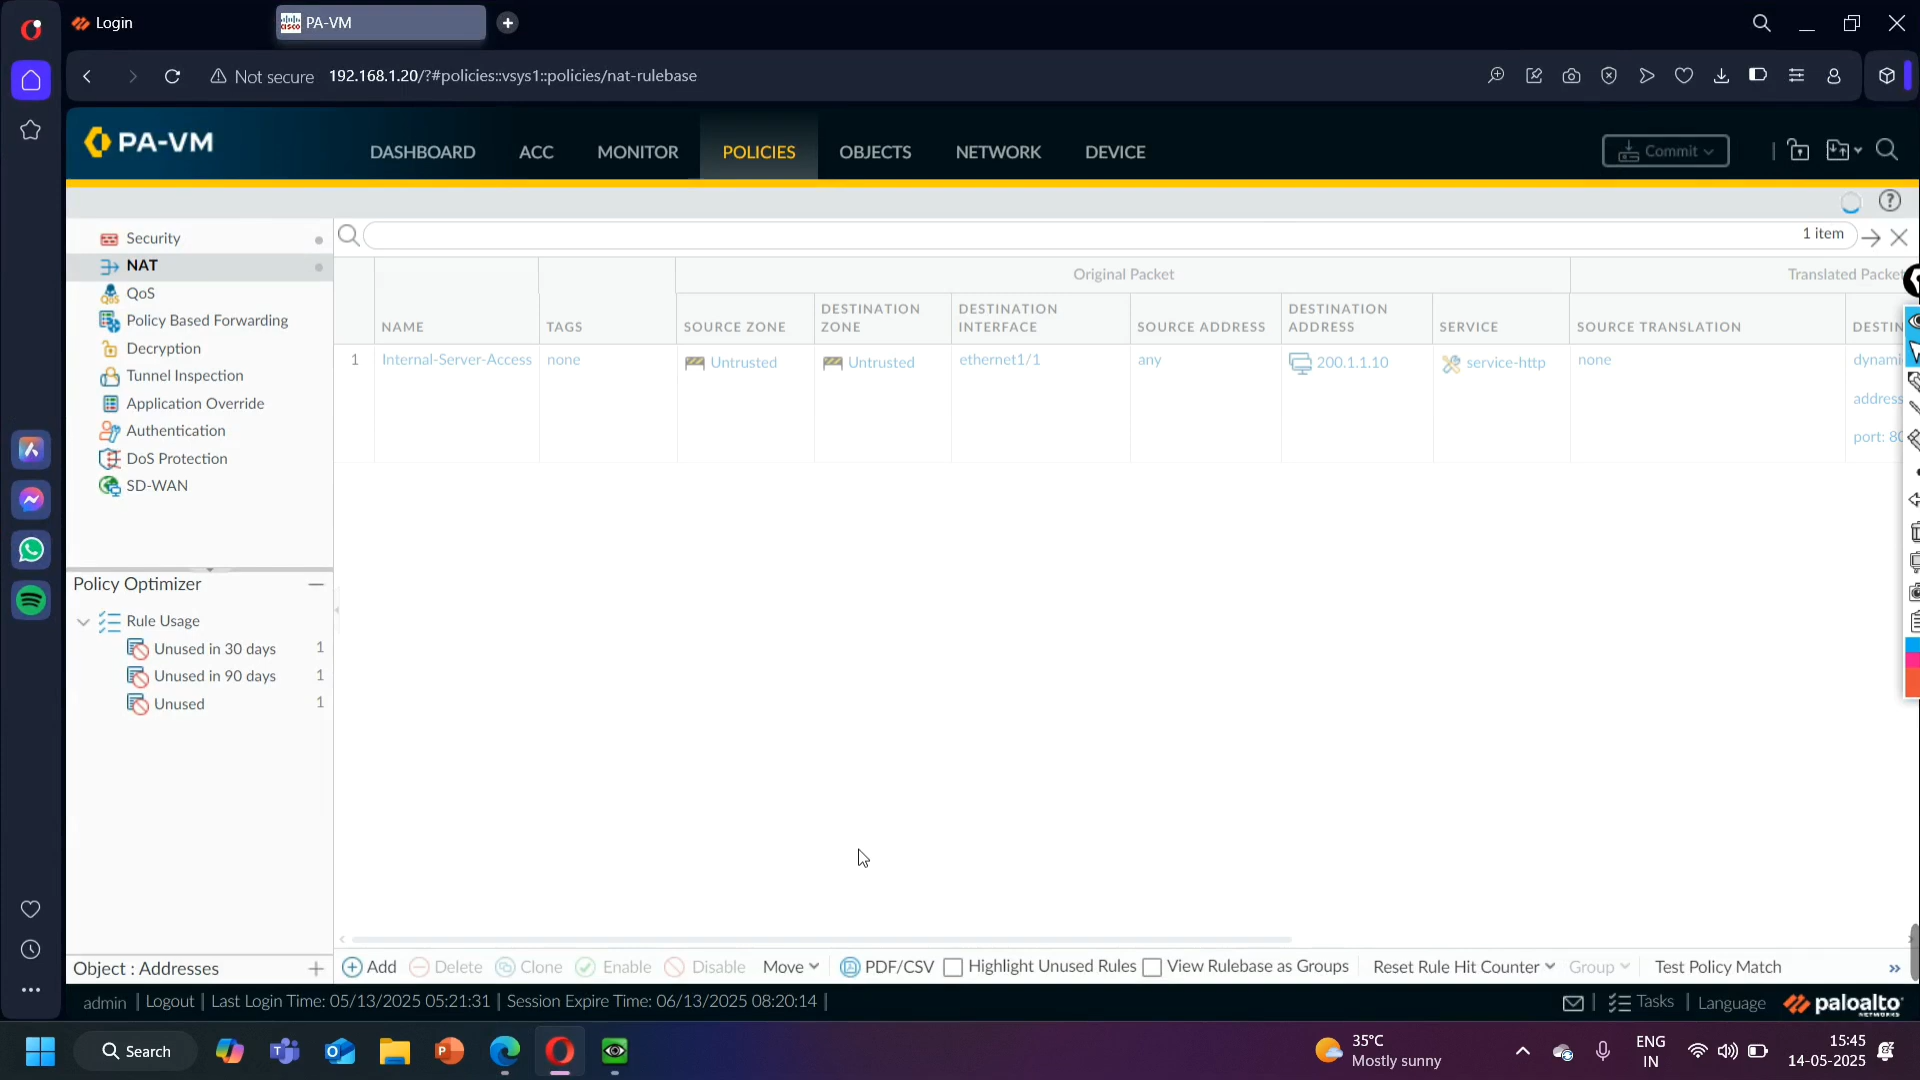 Login
PA-VM
Not secure 192.168.1.20/?#policies::vsys1::policies/nat-rulebase
PA-VM
DASHBOARD ACC MONITOR POLICIES OBJECTS NETWORK DEVICE
Commit
Security
NAT
QoS
Policy Based Forwarding
Decryption
Tunnel Inspection
Application Override
Authentication
DoS Protection
SD-WAN
Policy Optimizer
Rule Usage
Unused in 30 days 1
Unused in 90 days 1
Unused 1
Object : Addresses
1 item
Original Packet Translated Packet
NAME TAGS SOURCE ZONE DESTINATION ZONE DESTINATION INTERFACE SOURCE ADDRESS DESTINATION ADDRESS SERVICE SOURCE TRANSLATION DESTIN
1 Internal-Server-Access none Untrusted Untrusted ethernet1/1 any 200.1.1.10 service-http none dynami
address
port: 80
Add Delete Clone Enable Disable Move PDF/CSV Highlight Unused Rules View Rulebase as Groups Reset Rule Hit Counter Group Test Policy Match
admin | Logout | Last Login Time: 05/13/2025 05:21:31 | Session Expire Time: 06/13/2025 08:20:14 |
Tasks | Language paloalto NETWORKS
Search
35°C
Mostly sunny
ENG
IN
15:45
14-05-2025